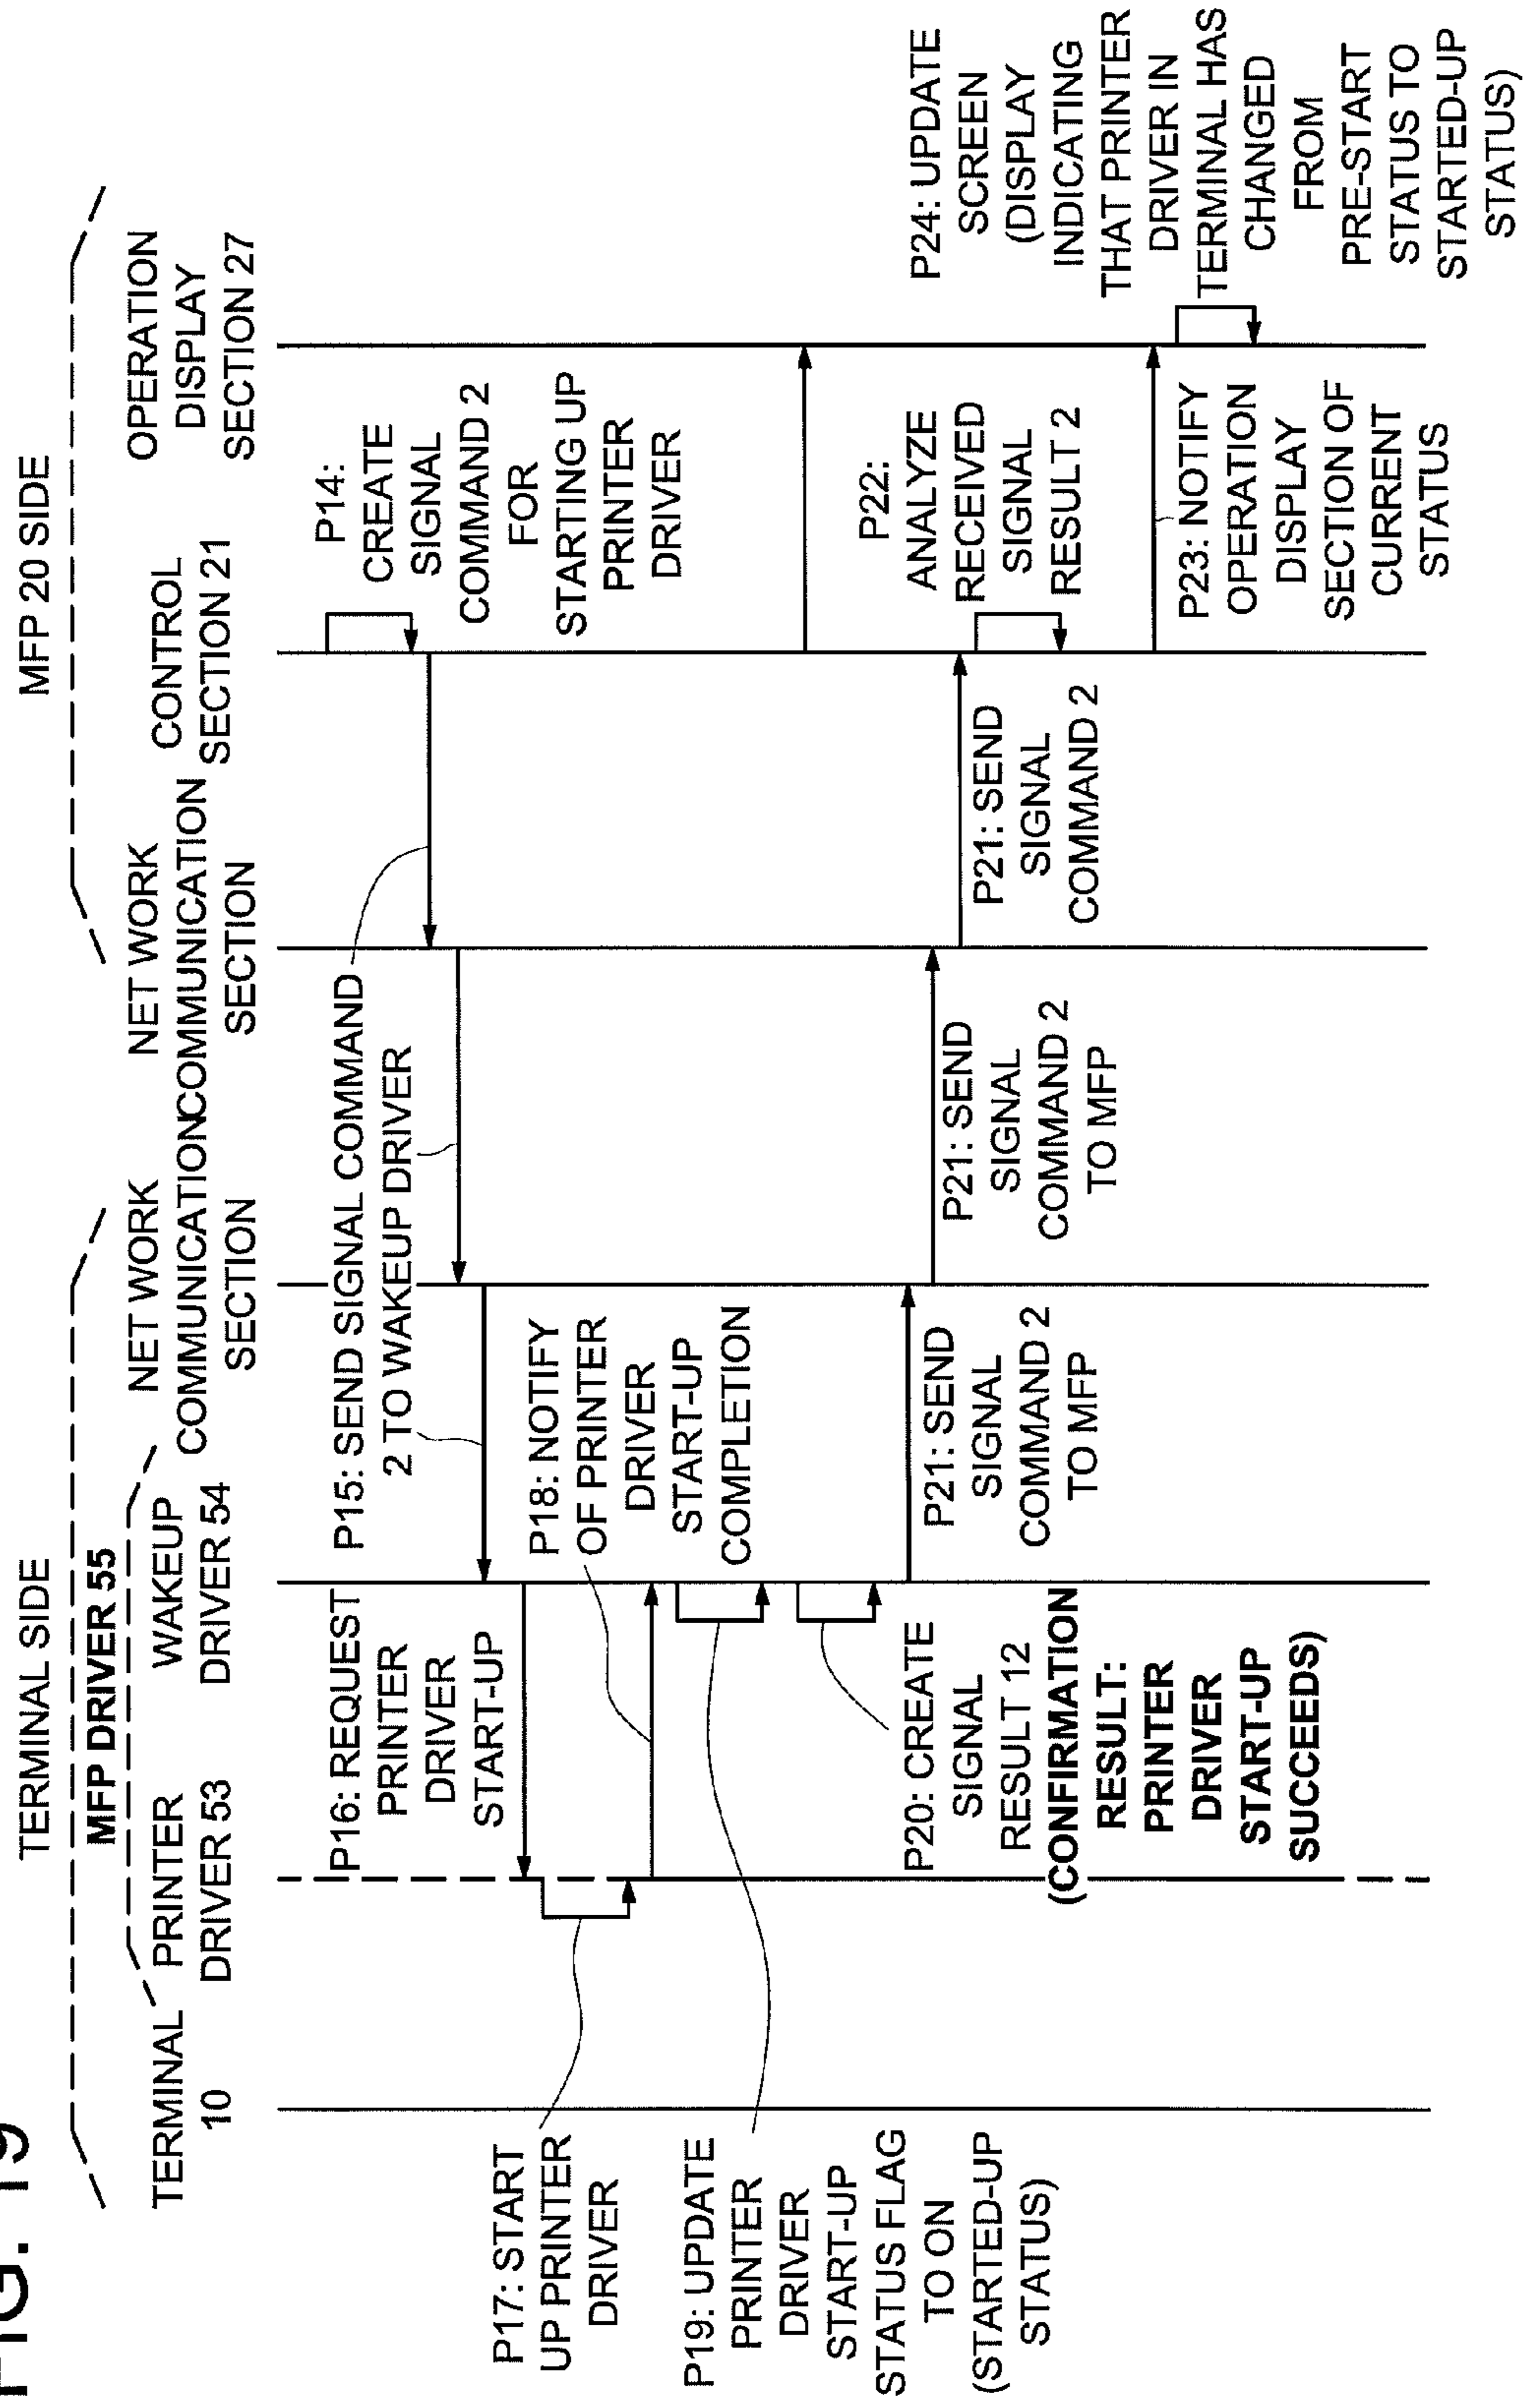 FIG. 19
TERMINAL SIDE
MFP 20 SIDE
MFP DRIVER 55
TERMINAL
10
PRINTER
DRIVER 53
WAKEUP
DRIVER 54
NET WORK
COMMUNICATION
SECTION
NET WORK
COMMUNICATION
SECTION
CONTROL
SECTION 21
OPERATION
DISPLAY
SECTION 27
P14:
CREATE
SIGNAL
COMMAND 2
FOR
STARTING UP
PRINTER
DRIVER
P15: SEND SIGNAL COMMAND
2 TO WAKEUP DRIVER
P16: REQUEST
PRINTER
DRIVER
START-UP
P17: START
UP PRINTER
DRIVER
P18: NOTIFY
OF PRINTER
DRIVER
START-UP
COMPLETION
P19: UPDATE
PRINTER
DRIVER
START-UP
STATUS FLAG
TO ON
(STARTED-UP
STATUS)
P20: CREATE
SIGNAL
RESULT 12
(CONFIRMATION
RESULT:
PRINTER
DRIVER
START-UP
SUCCEEDS)
P21: SEND
SIGNAL
COMMAND 2
TO MFP
P21: SEND
SIGNAL
COMMAND 2
TO MFP
P21: SEND
SIGNAL
COMMAND 2
P22:
ANALYZE
RECEIVED
SIGNAL
RESULT 2
P23: NOTIFY
OPERATION
DISPLAY
SECTION OF
CURRENT
STATUS
P24: UPDATE
SCREEN
(DISPLAY
INDICATING
THAT PRINTER
DRIVER IN
TERMINAL HAS
CHANGED
FROM
PRE-START
STATUS TO
STARTED-UP
STATUS)